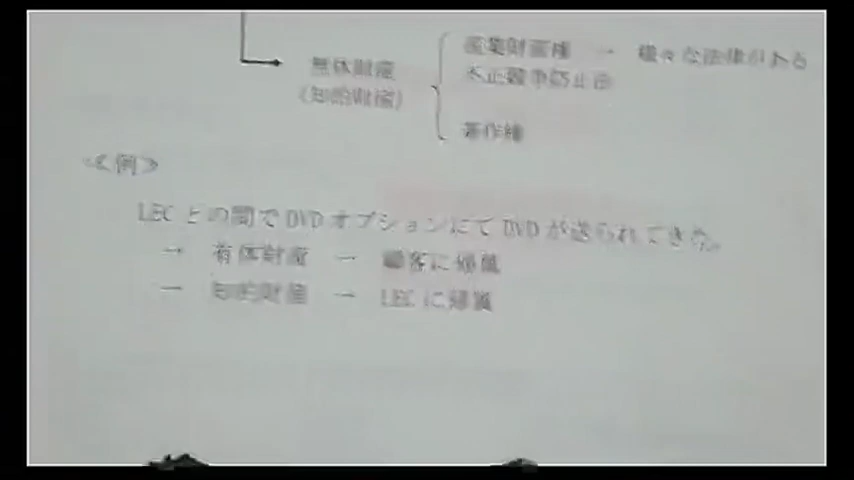 産業財産権 → 様々な法律がある
無体財産
不正競争防止法
(知的財産)
著作権
≪例≫
LECとの間でDVDオプションにてDVDが送られてきた。
→ 有体財産 → 顧客に帰属
→ 知的財産 → LECに帰属